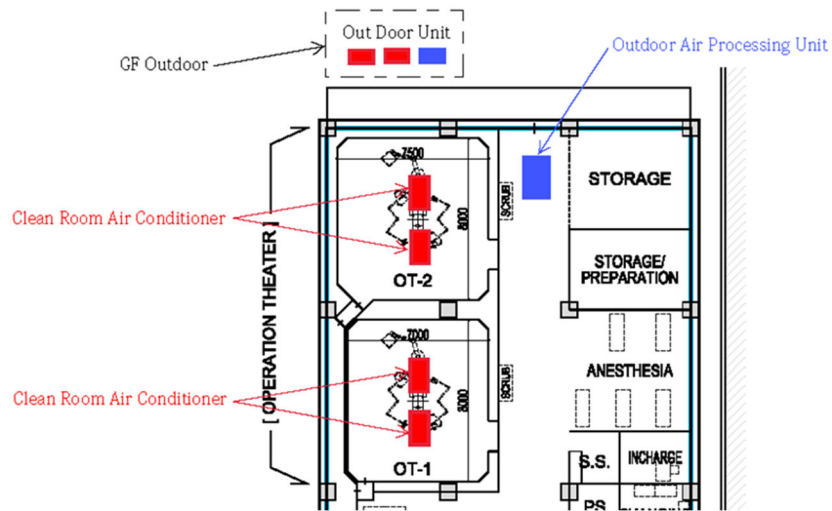 Out Door Unit
GF Outdoor
Outdoor Air Processing Unit
7500
Clean Room Air Conditioner
SCRUB
8000
STORAGE
STORAGE/
PREPARATION
OT-2
[ OPERATION THEATER ]
7000
Clean Room Air Conditioner
SCRUB
8000
ANESTHESIA
OT-1
S.S.
INCHARGE
PS
CHANGING